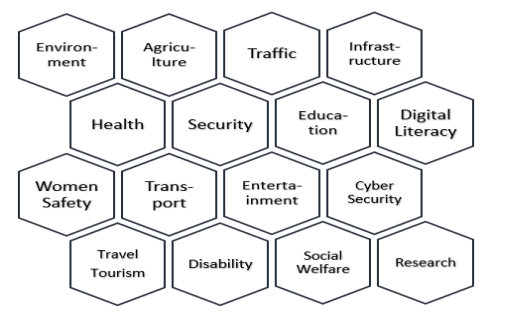 Environ-
ment
Agricu-
lture
Traffic
Infrast-
ructure
Health
Security
Educa-
tion
Digital
Literacy
Women
Safety
Trans-
port
Enterta-
inment
Cyber
Security
Travel
Tourism
Disability
Social
Welfare
Research